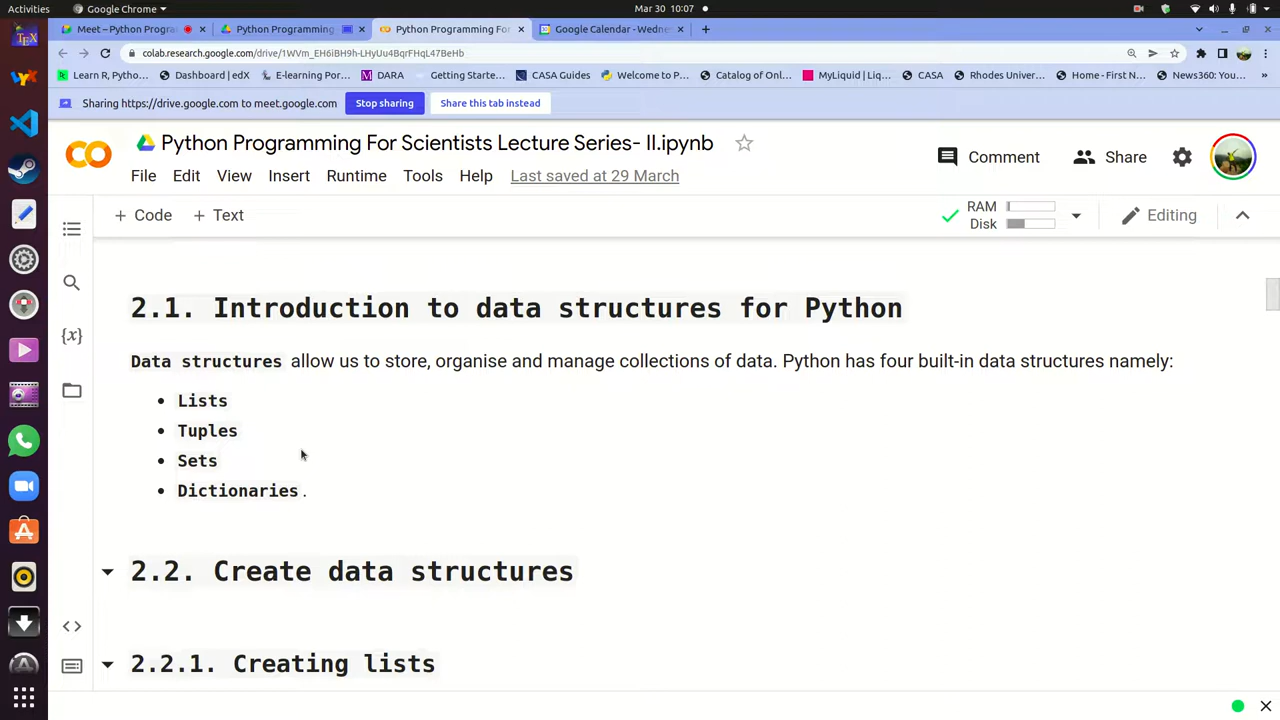 Activities
Google Chrome
Mar 30 10:07
Meet – Python Progra
Python Programming
Python Programming For
Google Calendar - Wedne
colab.research.google.com/drive/1WVm_EH6iBH9h-LHyUu4BqrFHqL47BeHb
Learn R, Pytho...
Dashboard | edX
E-learning Por...
DARA
Getting Starte...
CASA Guides
Welcome to P...
Catalog of Onl...
MyLiquid | Liq...
CASA
Rhodes Univer...
Home - First N...
News360: You...
»
Sharing https://drive.google.com to meet.google.com
Stop sharing
Share this tab instead
Python Programming For Scientists Lecture Series- II.ipynb
Comment
Share
File Edit View Insert Runtime Tools Help Last saved at 29 March
+ Code + Text
RAM
Disk
Editing
2.1. Introduction to data structures for Python
Data structures allow us to store, organise and manage collections of data. Python has four built-in data structures namely:
• Lists
• Tuples
• Sets
• Dictionaries.
2.2. Create data structures
2.2.1. Creating lists